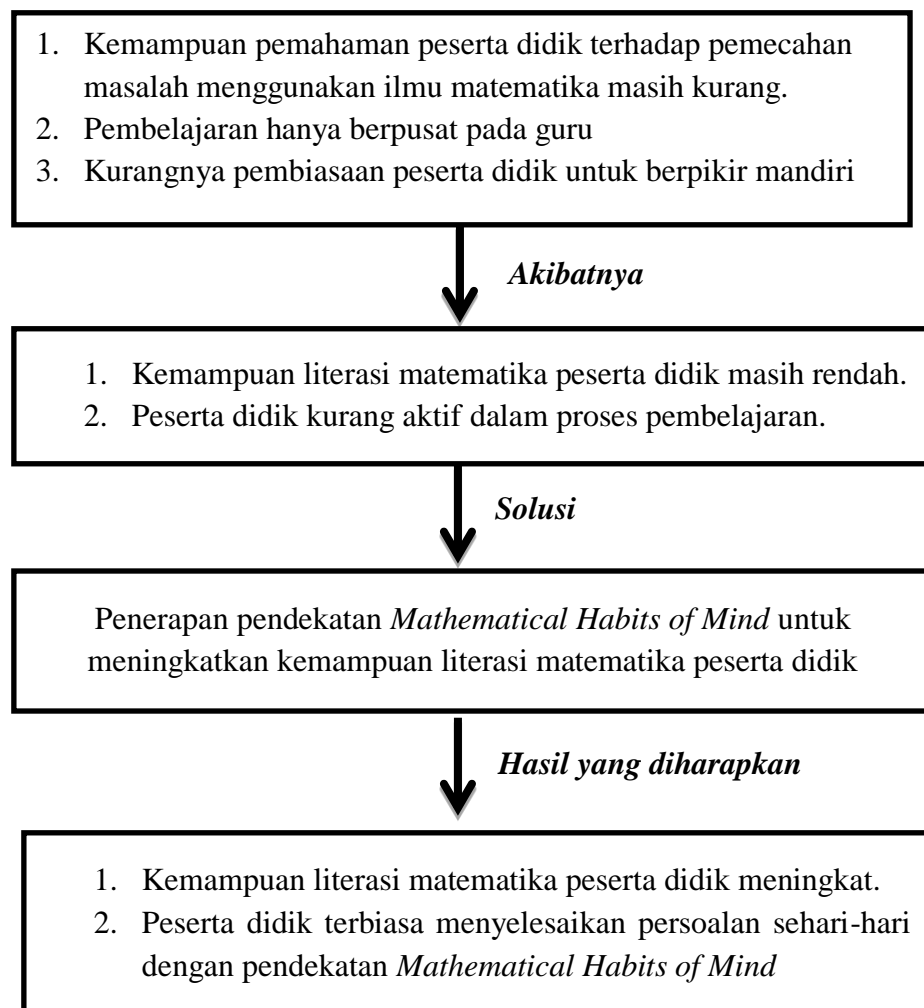 1. Kemampuan pemahaman peserta didik terhadap pemecahan
masalah menggunakan ilmu matematika masih kurang.
2. Pembelajaran hanya berpusat pada guru
3. Kurangnya pembiasaan peserta didik untuk berpikir mandiri
Akibatnya
1. Kemampuan literasi matematika peserta didik masih rendah.
2. Peserta didik kurang aktif dalam proses pembelajaran.
Solusi
Penerapan pendekatan Mathematical Habits of Mind untuk
meningkatkan kemampuan literasi matematika peserta didik
Hasil yang diharapkan
1. Kemampuan literasi matematika peserta didik meningkat.
2. Peserta didik terbiasa menyelesaikan persoalan sehari-hari
dengan pendekatan Mathematical Habits of Mind